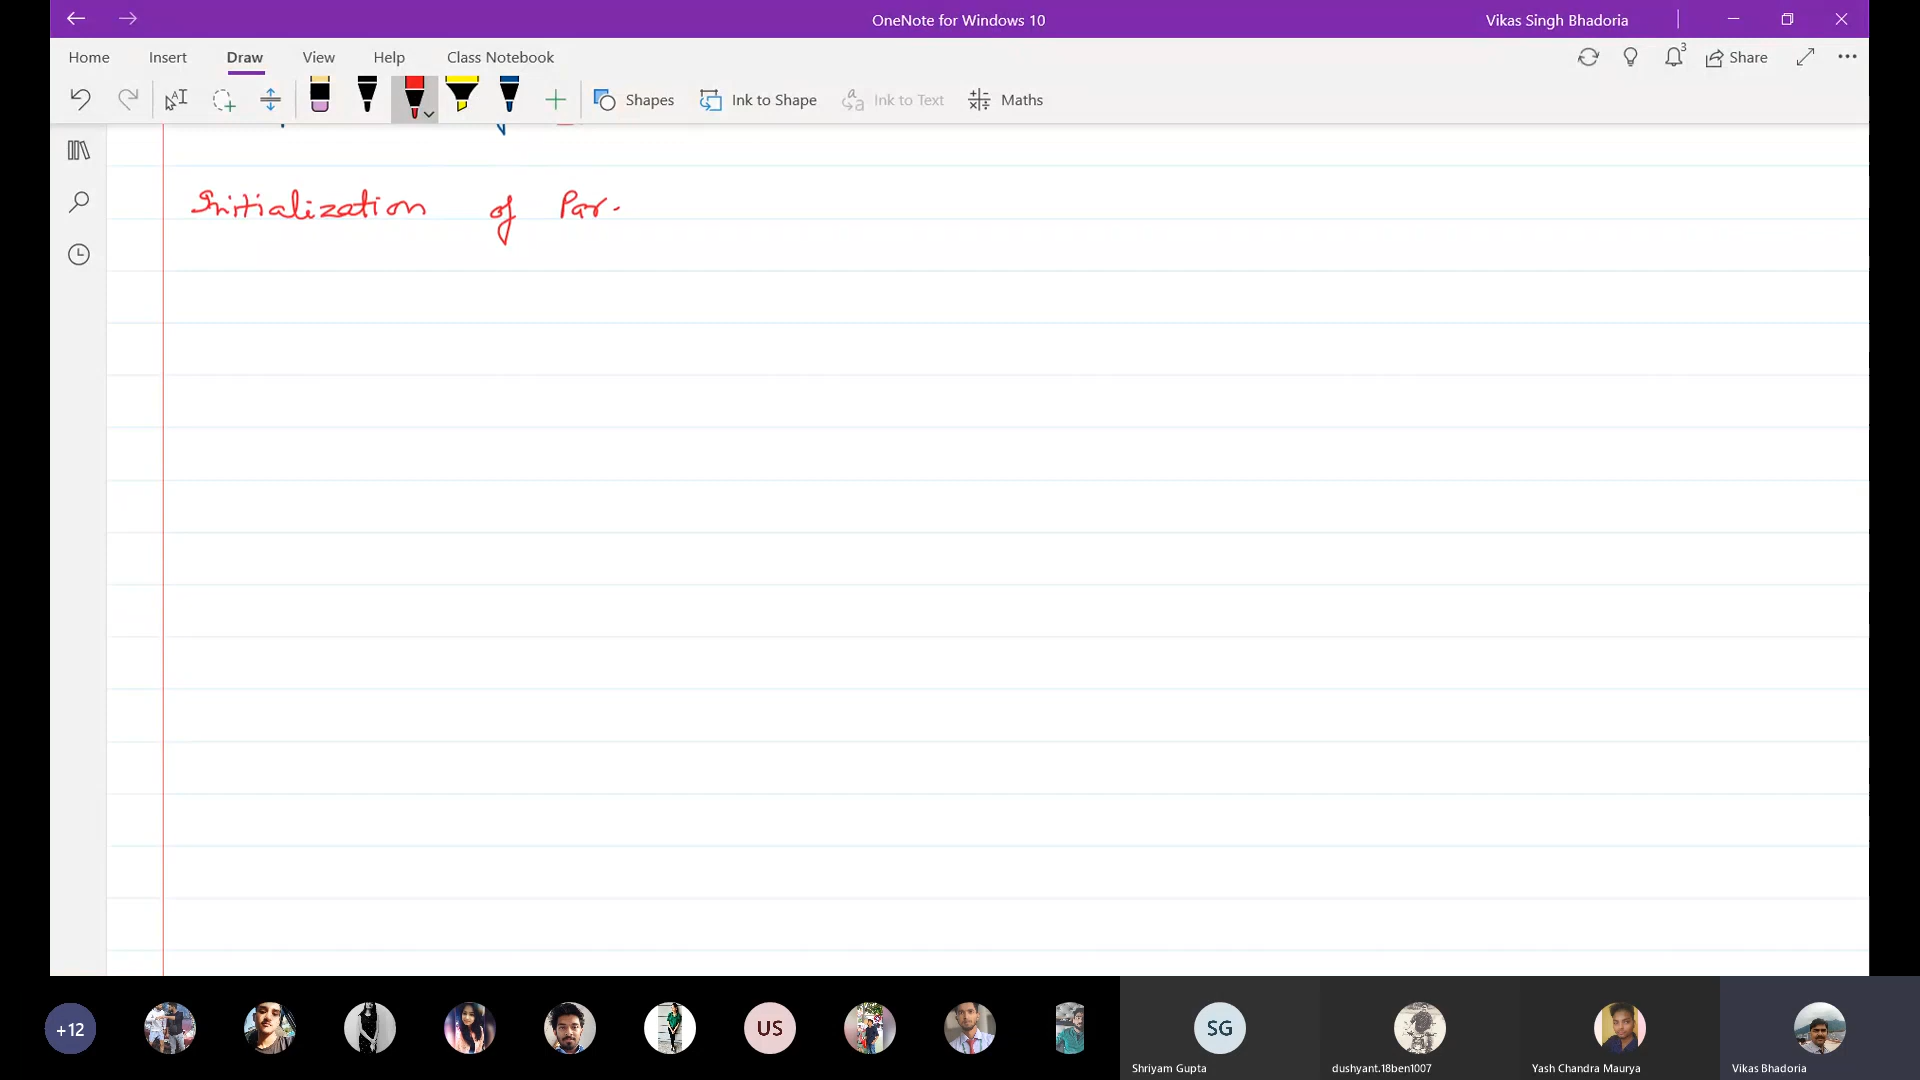 OneNote for Windows 10
Vikas Singh Bhadoria
Home Insert Draw View Help Class Notebook
3
Share
Shapes
Ink to Shape
Ink to Text
Maths
Initialization of Par.
+12
US
SG
Shriyam Gupta
dushyant.18ben1007
Yash Chandra Maurya
Vikas Bhadoria